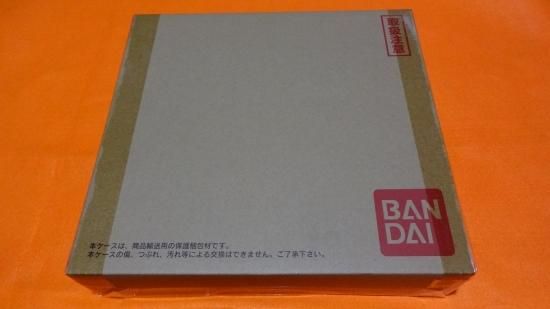 取扱注意
BAN
DAI
本ケースは、商品輸送用の保護梱包材です。
本ケースの傷、つぶれ、汚れ等による交換はできません。ご了承下さい。